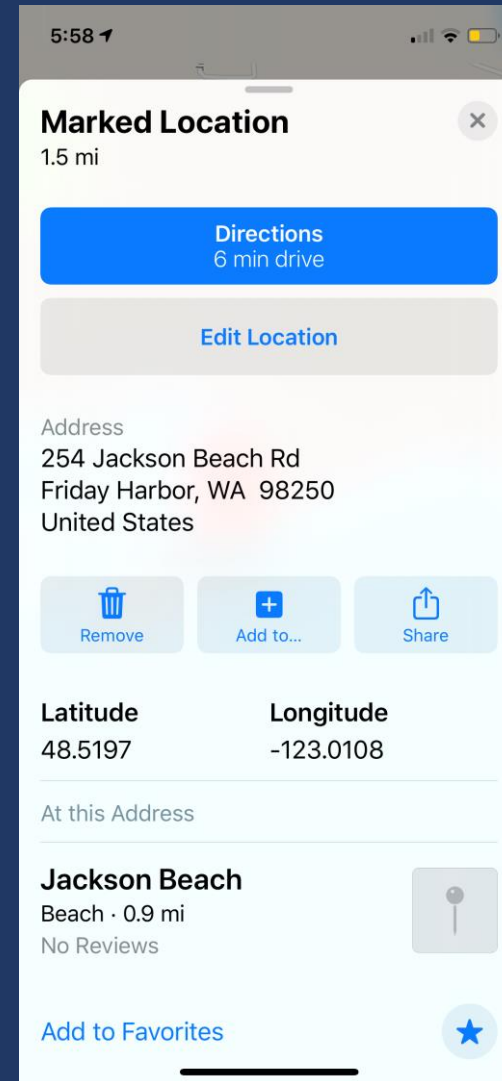 5:58
Marked Location
1.5 mi
Directions
6 min drive
Edit Location
Address
254 Jackson Beach Rd
Friday Harbor, WA 98250
United States
Remove
Add to...
Share
Latitude
Longitude
48.5197
-123.0108
At this Address
Jackson Beach
Beach · 0.9 mi
No Reviews
Add to Favorites